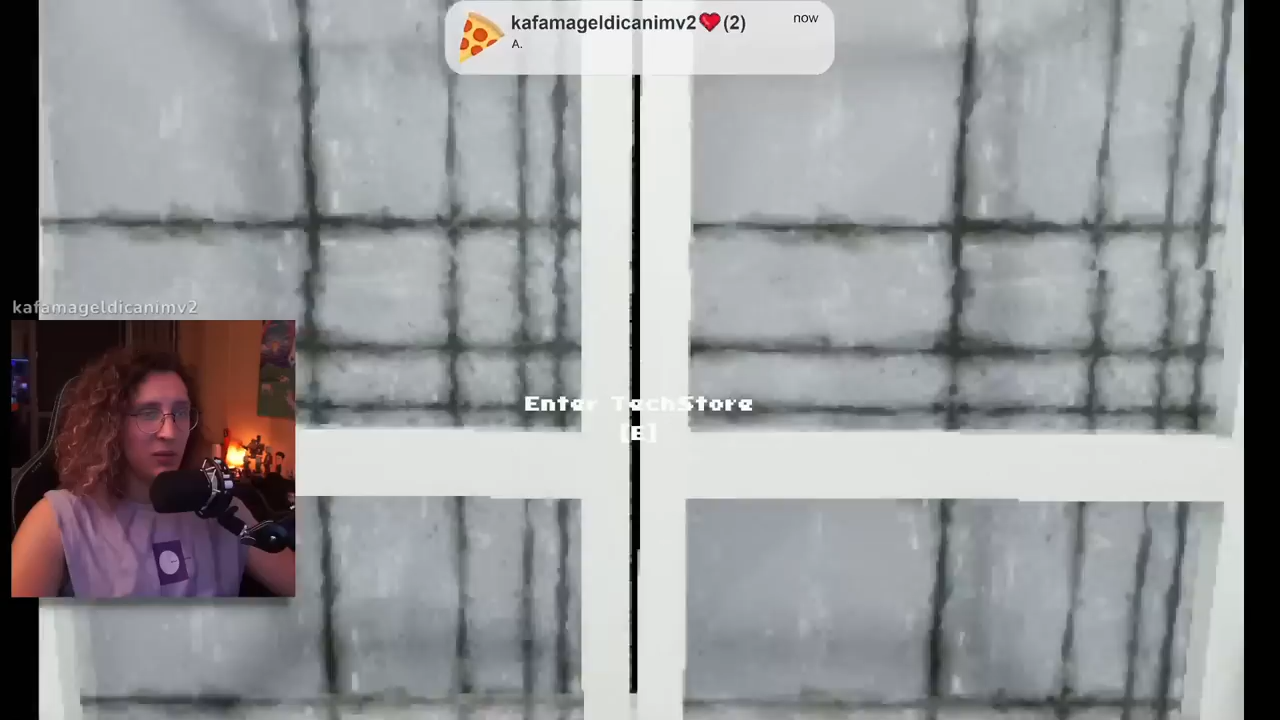 kafamageldicanimv2❤️(2)
now
A.
kafamageldicanimv2
Enter TechStore
[E]